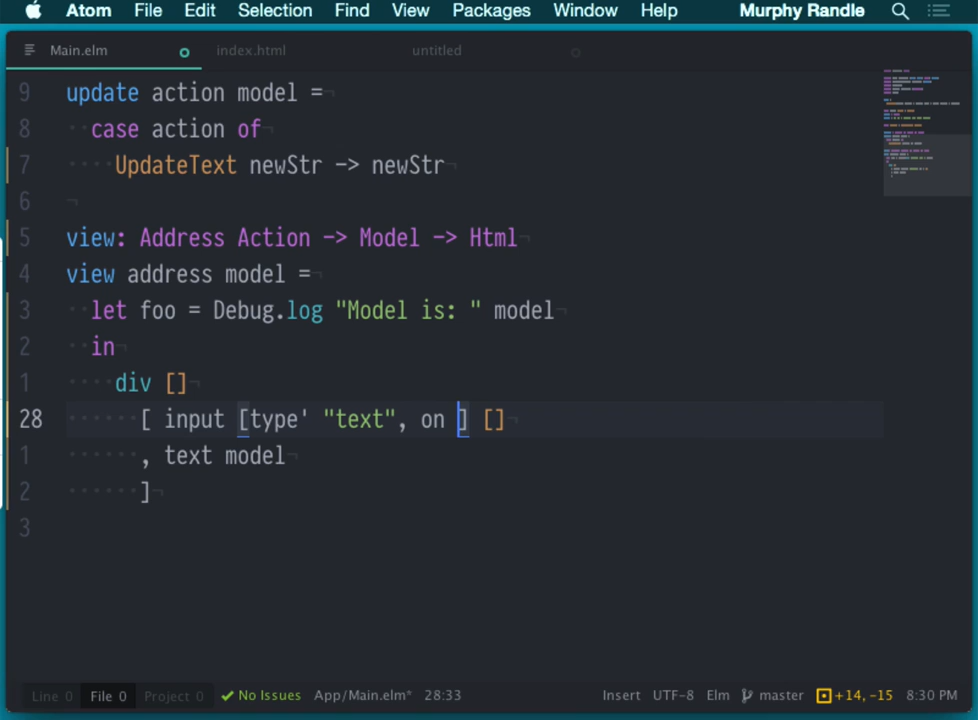 Atom File Edit Selection Find View Packages Window Help Murphy Randle
Main.elm index.html untitled
9 update action model =¬
8 ··case action of¬
7 ····UpdateText newStr -> newStr¬
6 ¬
5 view: Address Action -> Model -> Html¬
4 view address model =¬
3 ··let foo = Debug.log "Model is: " model¬
2 ··in¬
1 ····div []¬
28 ······[ input [type' "text", on ] []¬
1 ······, text model¬
2 ······]¬
3
Line 0 File 0 Project 0 No Issues App/Main.elm* 28:33 Insert UTF-8 Elm master +14, -15 8:30 PM